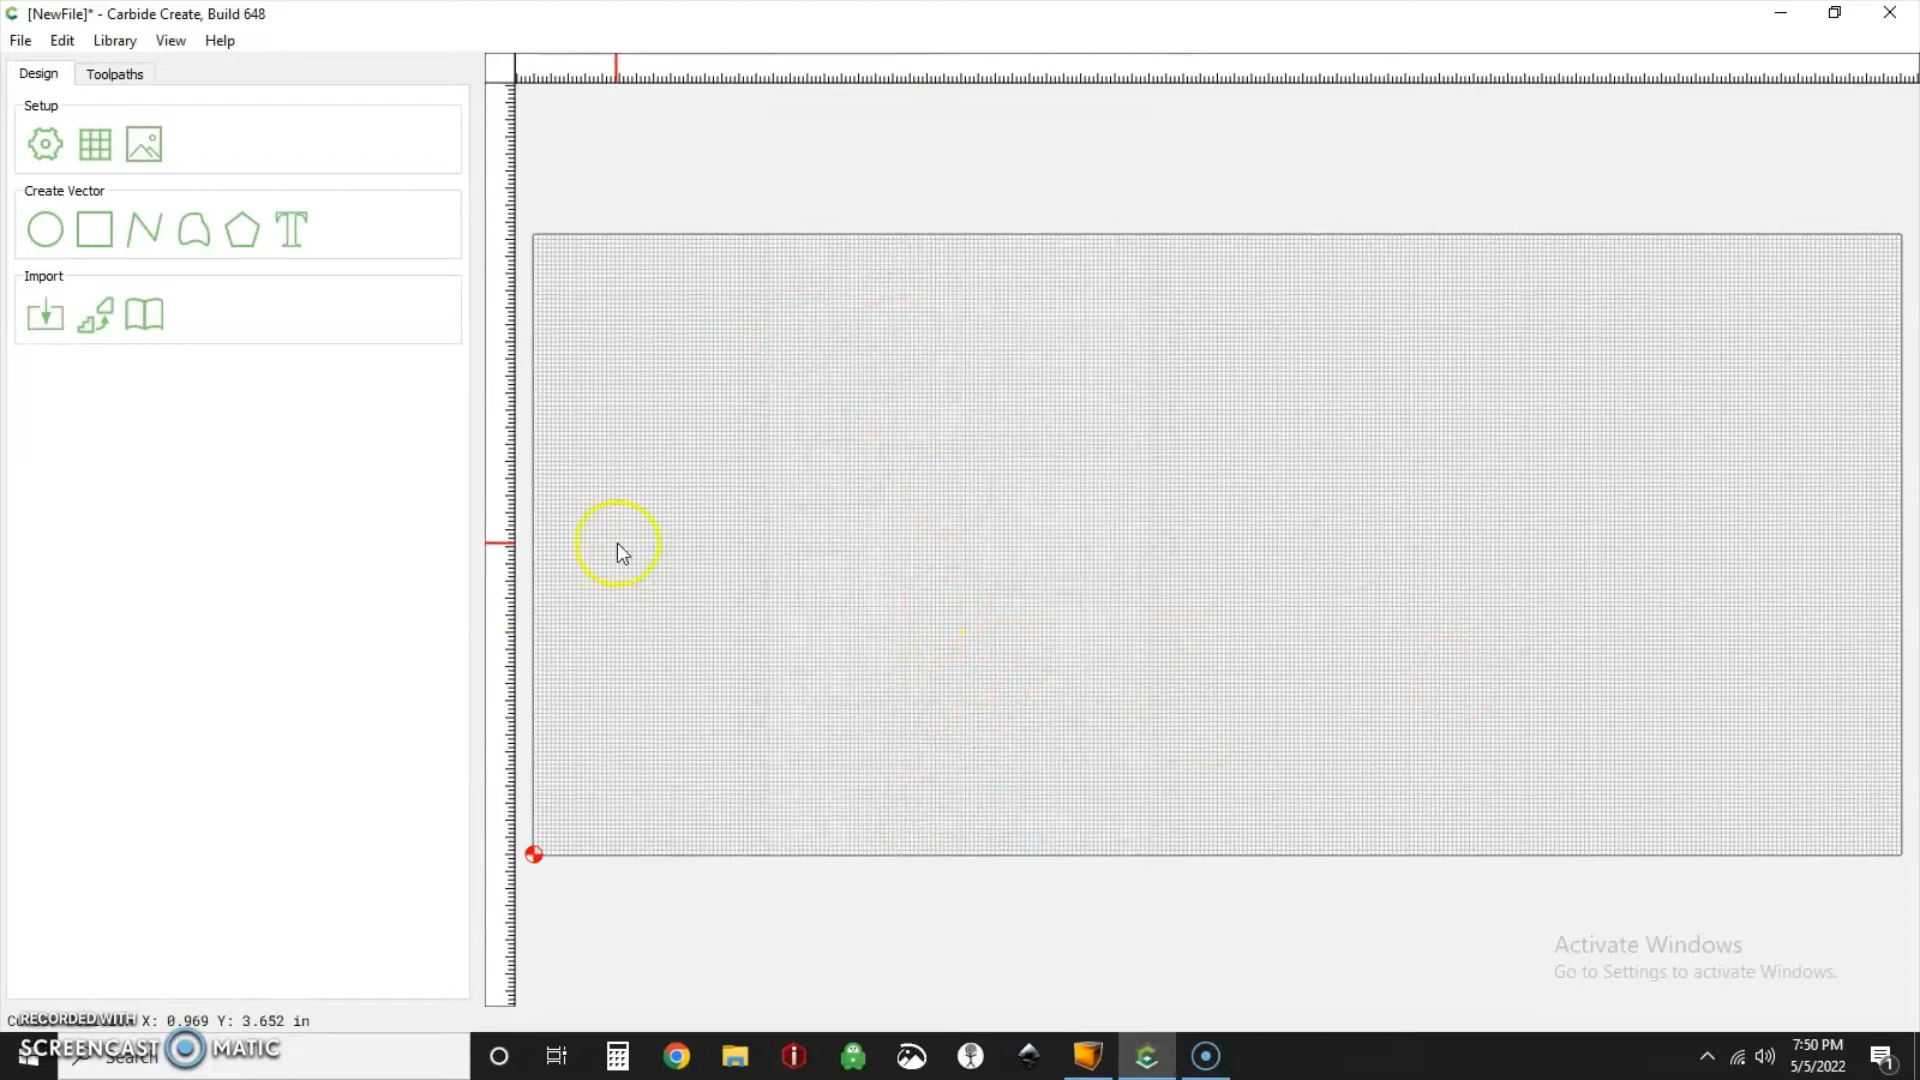 [NewFile]* - Carbide Create, Build 648
File Edit Library View Help
Design Toolpaths
Setup
Create Vector
Import
Activate Windows
Go to Settings to activate Windows.
X: 0.969 Y: 3.652 in
RECORDED WITH
SCREENCAST MATIC
Search
7:50 PM
5/5/2022
1